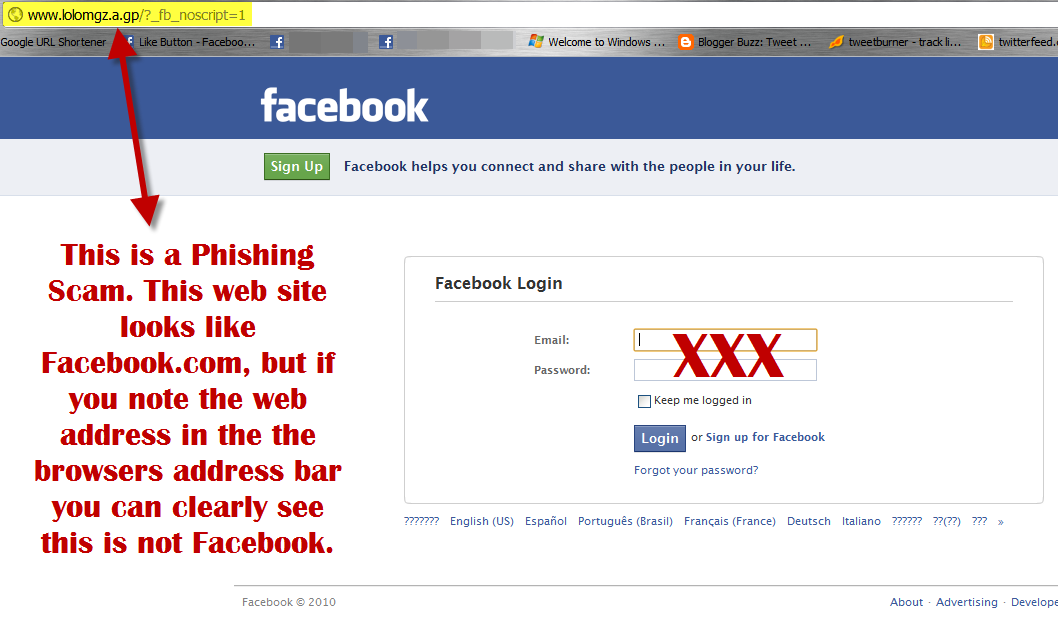 www.lolomgz.a.gp/?_fb_noscript=1
Google URL Shortener Like Button - Faceboo... Welcome to Windows ... Blogger Buzz: Tweet ... tweetburner - track li... twitterfeed.c
facebook
Sign Up Facebook helps you connect and share with the people in your life.
This is a Phishing
Scam. This web site
looks like
Facebook.com, but if
you note the web
address in the the
browsers address bar
you can clearly see
this is not Facebook.
Facebook Login
Email:
Password:
XXX
Keep me logged in
Login or Sign up for Facebook
Forgot your password?
??????? English (US) Español Português (Brasil) Français (France) Deutsch Italiano ?????? ??(??) ??? »
Facebook © 2010
About · Advertising · Develope